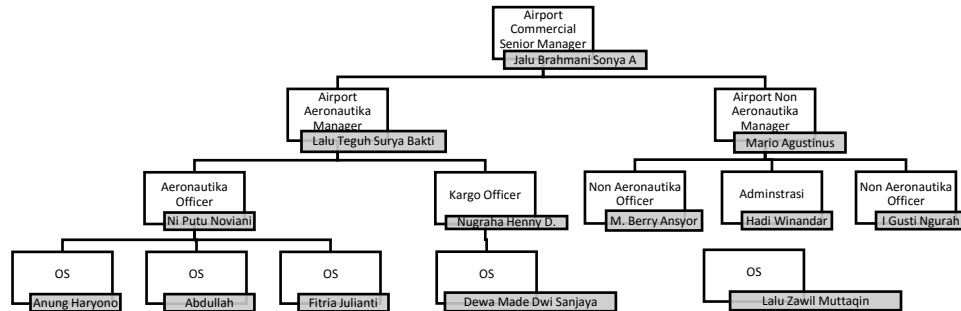 Airport
Commercial
Senior Manager
Jalu Brahmani Sonya A
Airport
Aeronautika
Manager
Lalu Teguh Surya Bakti
Airport Non
Aeronautika
Manager
Mario Agustinus
Aeronautika
Officer
Ni Putu Noviani
Kargo Officer
Nugraha Henny D.
Non Aeronautika
Officer
M. Berry Ansyor
Adminstrasi
Hadi Winandar
Non Aeronautika
Officer
I Gusti Ngurah
OS
Anung Haryono
OS
Abdullah
OS
Fitria Julianti
OS
Dewa Made Dwi Sanjaya
OS
Lalu Zawil Muttaqin